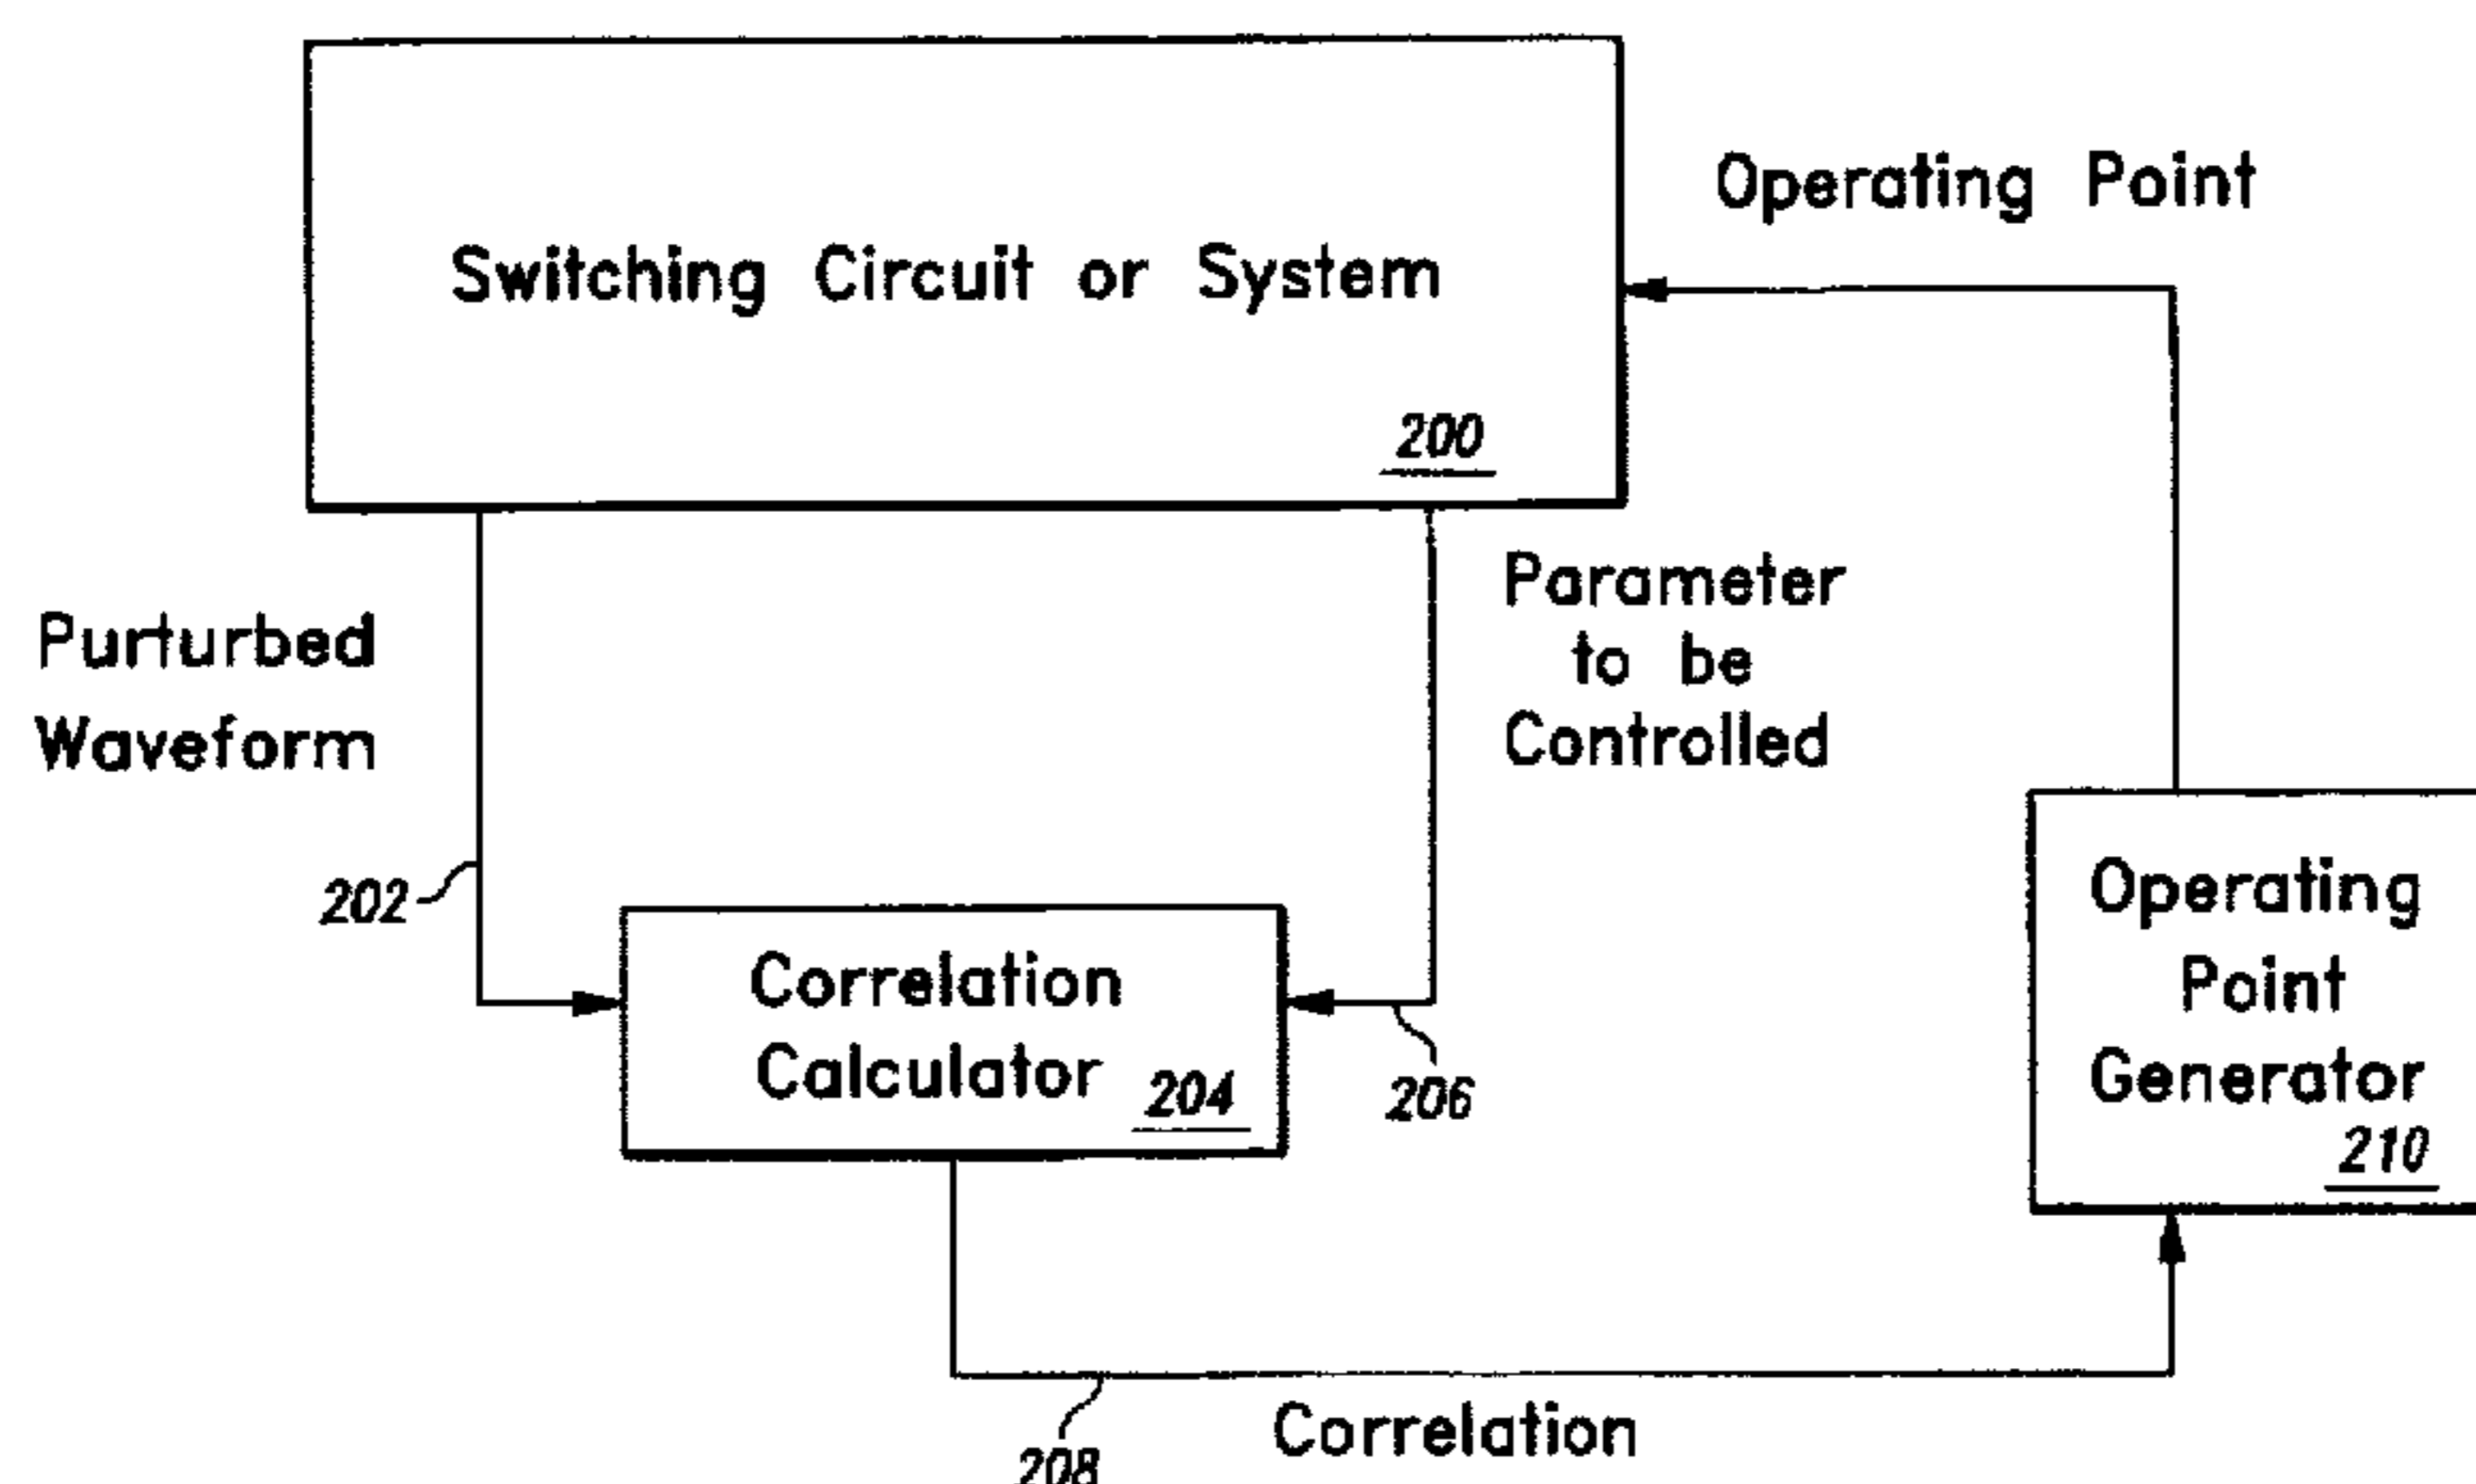 Switching Circuit or System
200
Operating Point
Purturbed
Waveform
202
Parameter
to be
Controlled
206
Correlation
Calculator
204
Operating
Point
Generator
210
Correlation
208